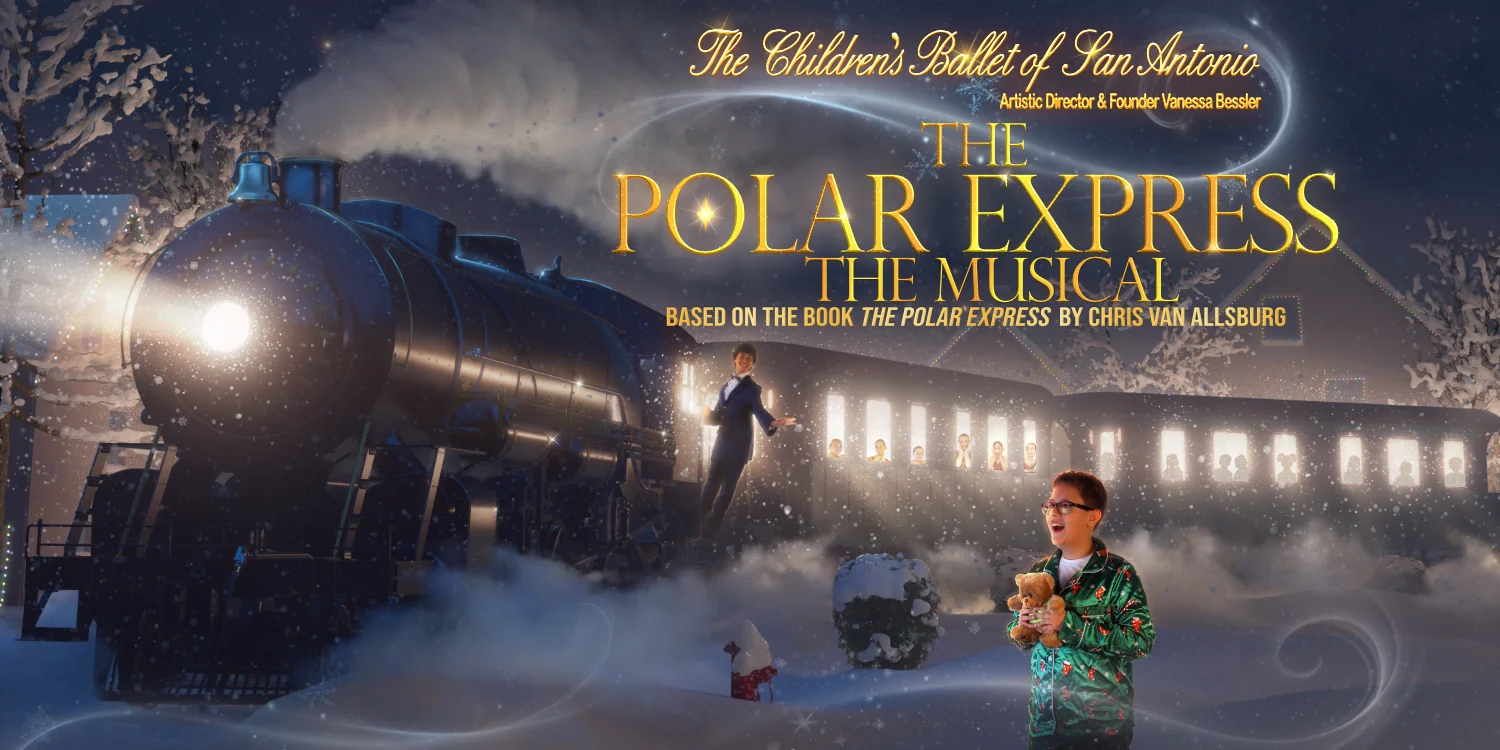 The Children's Ballet of San Antonio
Artistic Director & Founder Vanessa Bessler
THE
POLAR EXPRESS
THE MUSICAL
BASED ON THE BOOK THE POLAR EXPRESS BY CHRIS VAN ALLSBURG